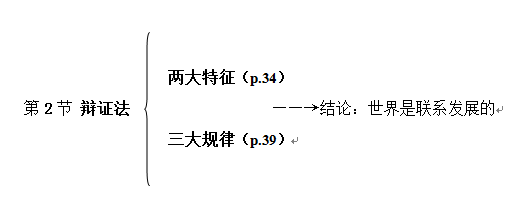 两大特征（p.34）
第2节 辩证法 ——→结论：世界是联系发展的↵
三大规律（p.39）↵